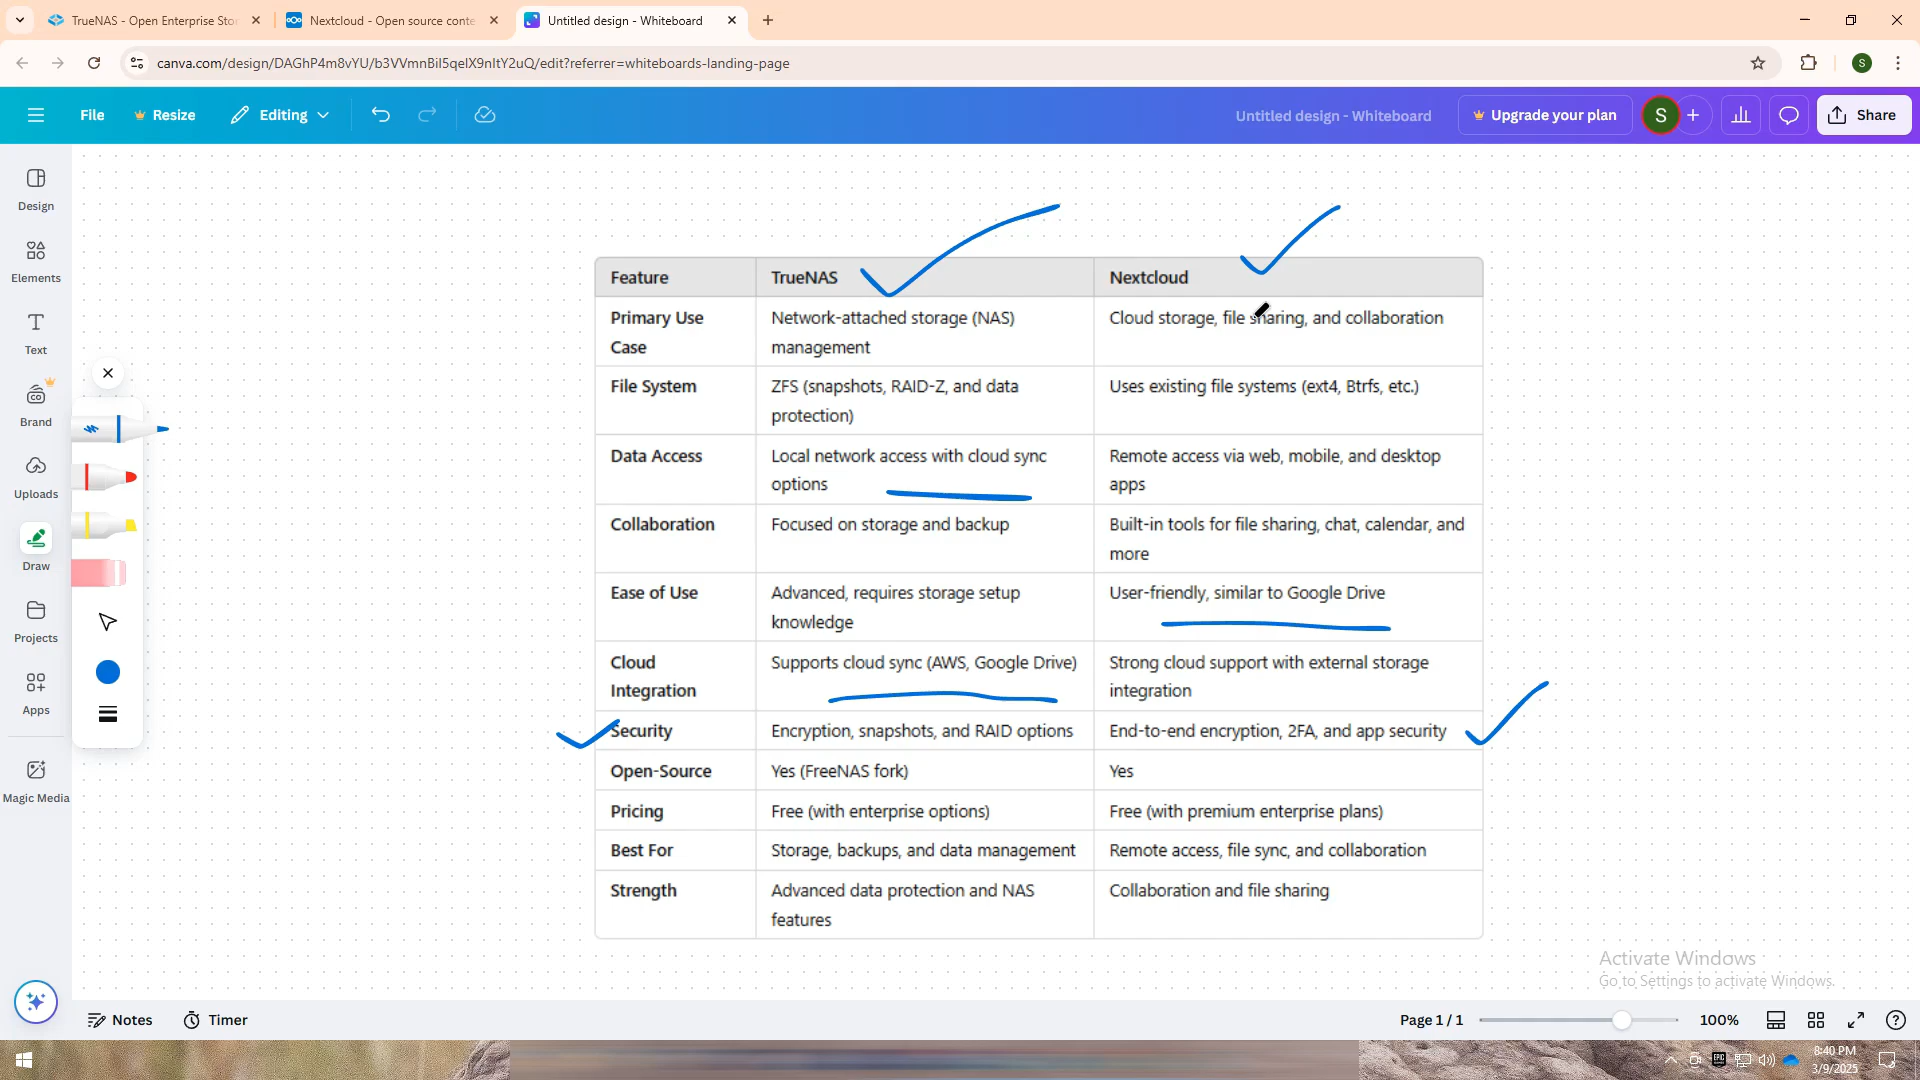 TrueNAS - Open Enterprise Sto
Nextcloud - Open source conte
Untitled design - Whiteboard
canva.com/design/DAGhP4m8vYU/b3VVmnBil5qelX9nltY2uQ/edit?referrer=whiteboards-landing-page
S
File
Resize
Editing
Untitled design - Whiteboard
Upgrade your plan
S
Share
Design
Elements
Text
Brand
Uploads
Draw
Projects
Apps
Magic Media
Feature TrueNAS Nextcloud
Primary Use Case
Network-attached storage (NAS) management
Cloud storage, file sharing, and collaboration
File System
ZFS (snapshots, RAID-Z, and data protection)
Uses existing file systems (ext4, Btrfs, etc.)
Data Access
Local network access with cloud sync options
Remote access via web, mobile, and desktop apps
Collaboration
Focused on storage and backup
Built-in tools for file sharing, chat, calendar, and more
Ease of Use
Advanced, requires storage setup knowledge
User-friendly, similar to Google Drive
Cloud Integration
Supports cloud sync (AWS, Google Drive)
Strong cloud support with external storage integration
Security
Encryption, snapshots, and RAID options
End-to-end encryption, 2FA, and app security
Open-Source
Yes (FreeNAS fork)
Yes
Pricing
Free (with enterprise options)
Free (with premium enterprise plans)
Best For
Storage, backups, and data management
Remote access, file sync, and collaboration
Strength
Advanced data protection and NAS features
Collaboration and file sharing
Activate Windows
Go to Settings to activate Windows.
Notes
Timer
Page 1 / 1
100%
EPIC
8:40 PM
3/9/2025